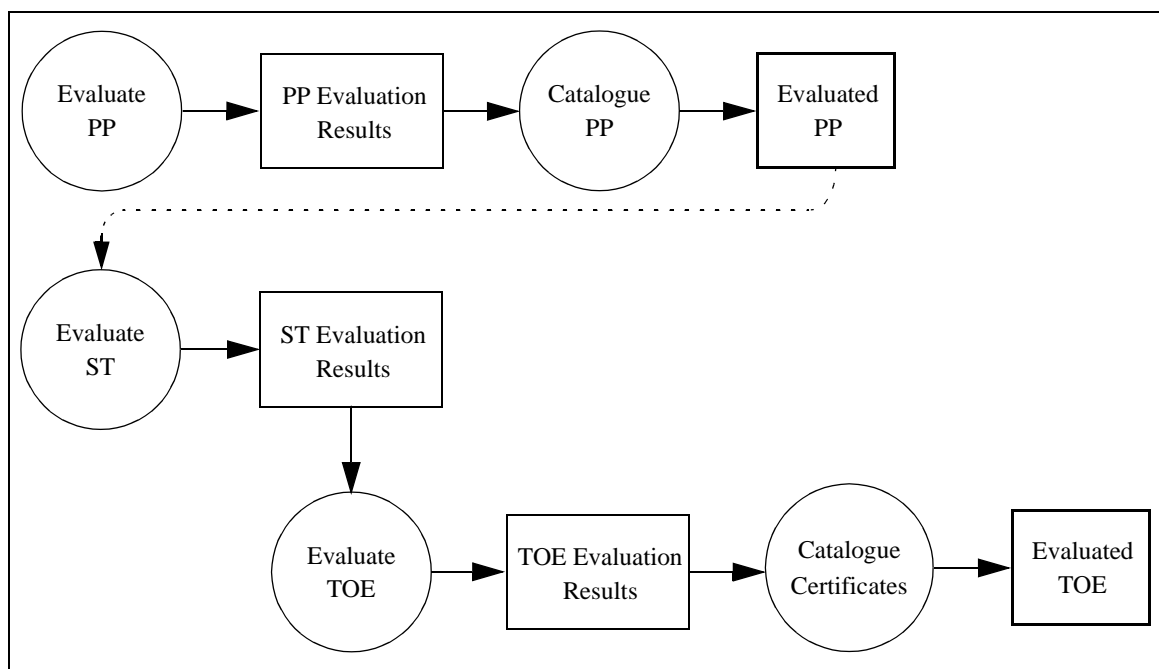 Evaluate
PP
PP Evaluation
Results
Catalogue
PP
Evaluated
PP
Evaluate
ST
ST Evaluation
Results
Evaluate
TOE
TOE Evaluation
Results
Catalogue
Certificates
Evaluated
TOE